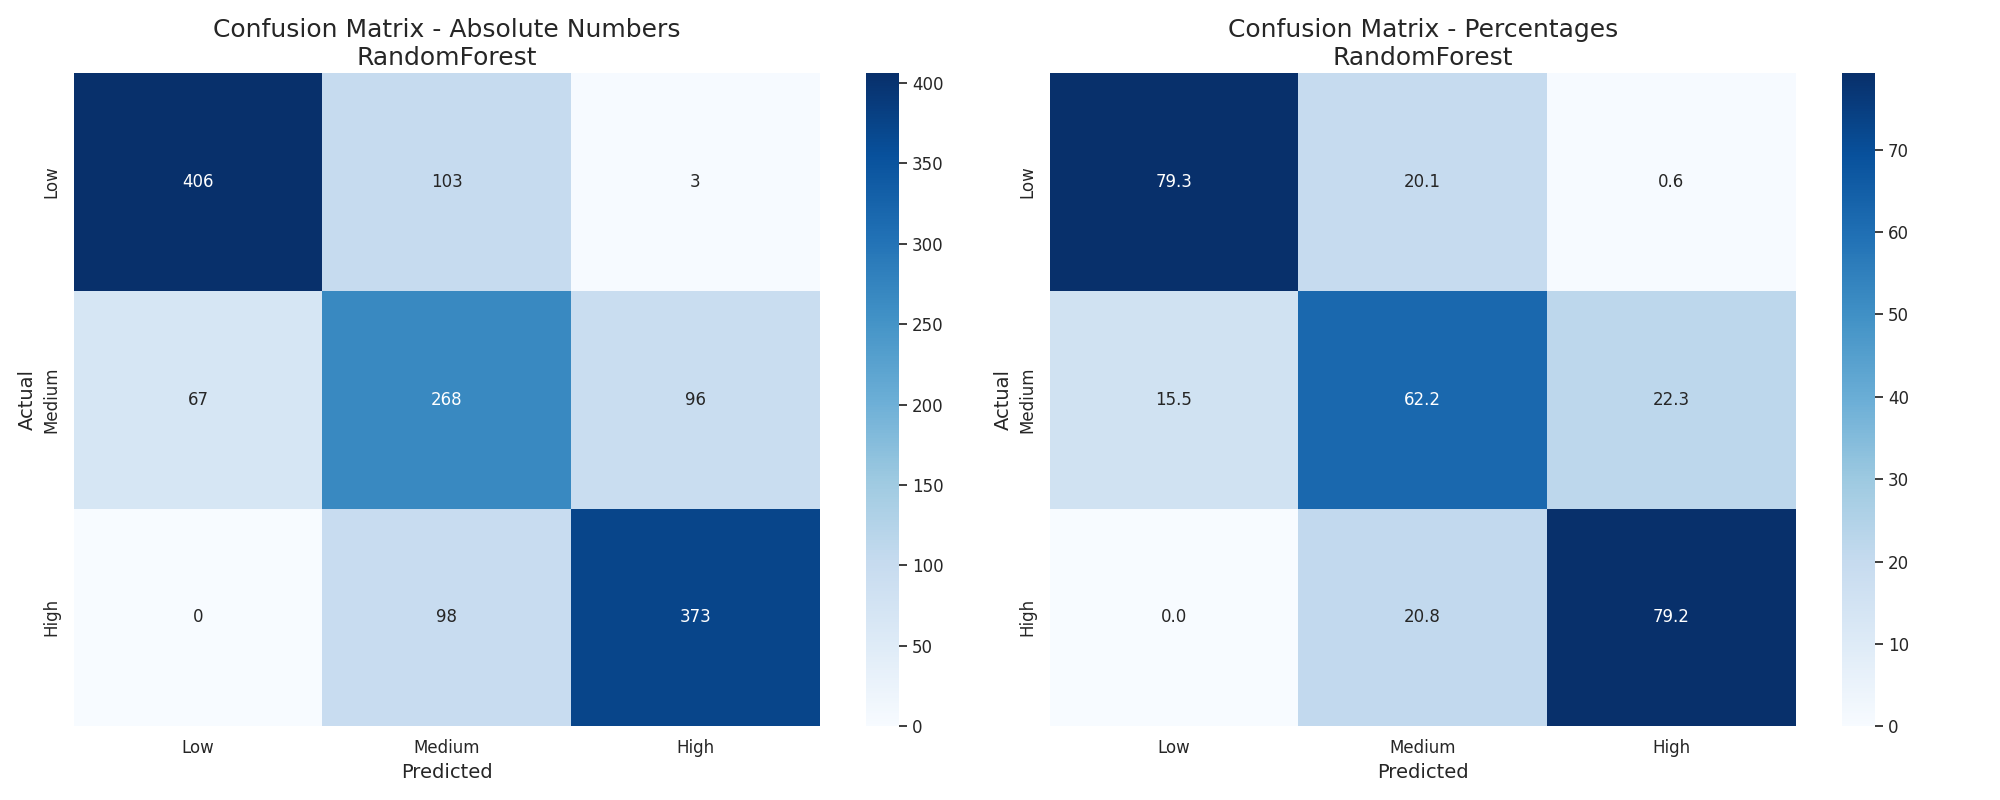 Confusion Matrix - Absolute Numbers
RandomForest
Actual
Low
406 103 3
Medium
67 268 96
High
0 98 373
Low Medium High
Predicted
400
350
300
250
200
150
100
50
0
Confusion Matrix - Percentages
RandomForest
Actual
Low
79.3 20.1 0.6
Medium
15.5 62.2 22.3
High
0.0 20.8 79.2
Low Medium High
Predicted
70
60
50
40
30
20
10
0